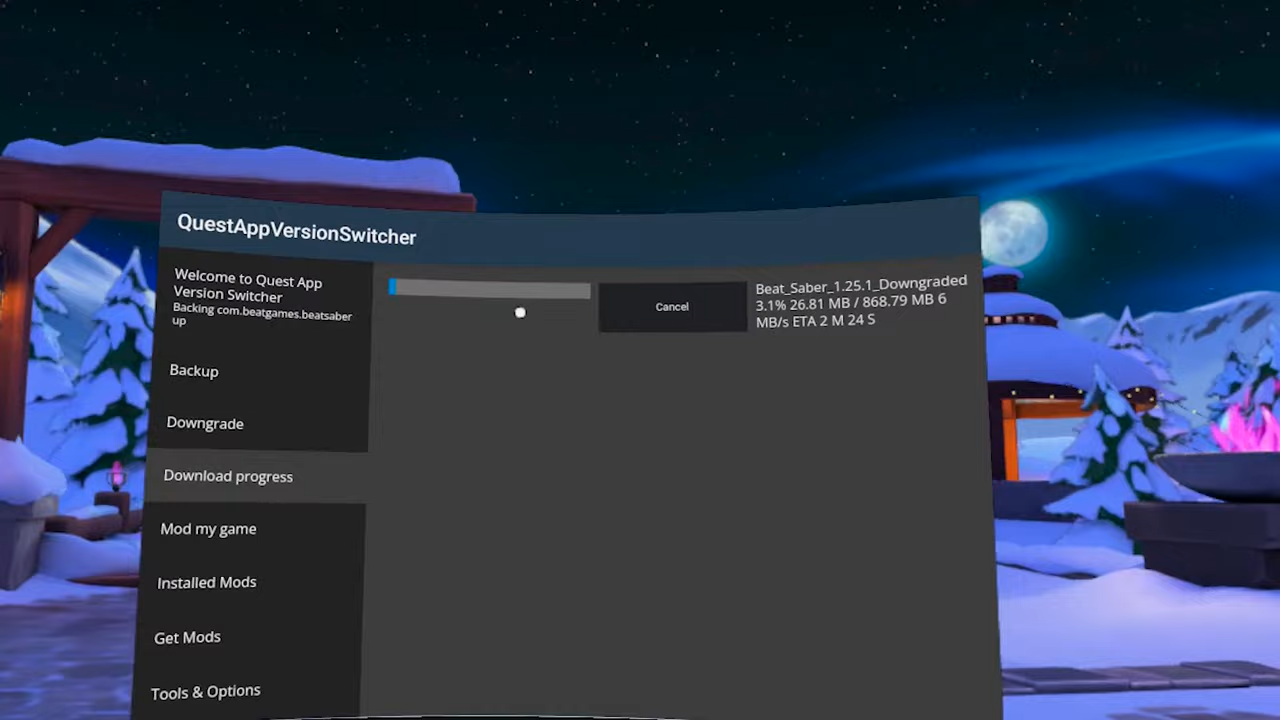 QuestAppVersionSwitcher
Welcome to Quest App
Version Switcher
Backing com.beatgames.beatsaber
up
Backup
Downgrade
Download progress
Mod my game
Installed Mods
Get Mods
Tools & Options
Cancel
Beat_Saber_1.25.1_Downgraded
3.1% 26.81 MB / 868.79 MB 6
MB/s ETA 2 M 24 S